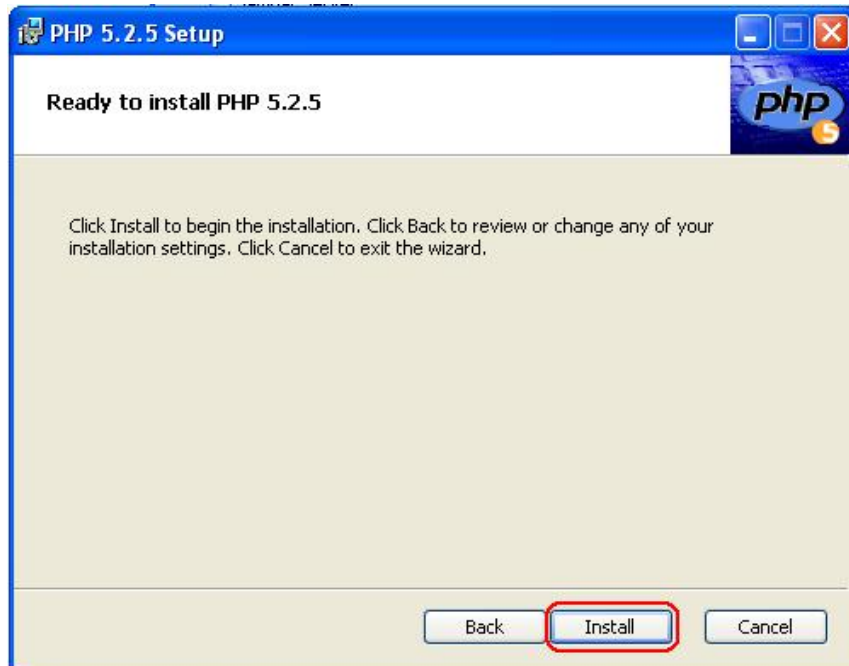 PHP 5.2.5 Setup
Ready to install PHP 5.2.5
php
5
Click Install to begin the installation. Click Back to review or change any of your
installation settings. Click Cancel to exit the wizard.
Back Install Cancel